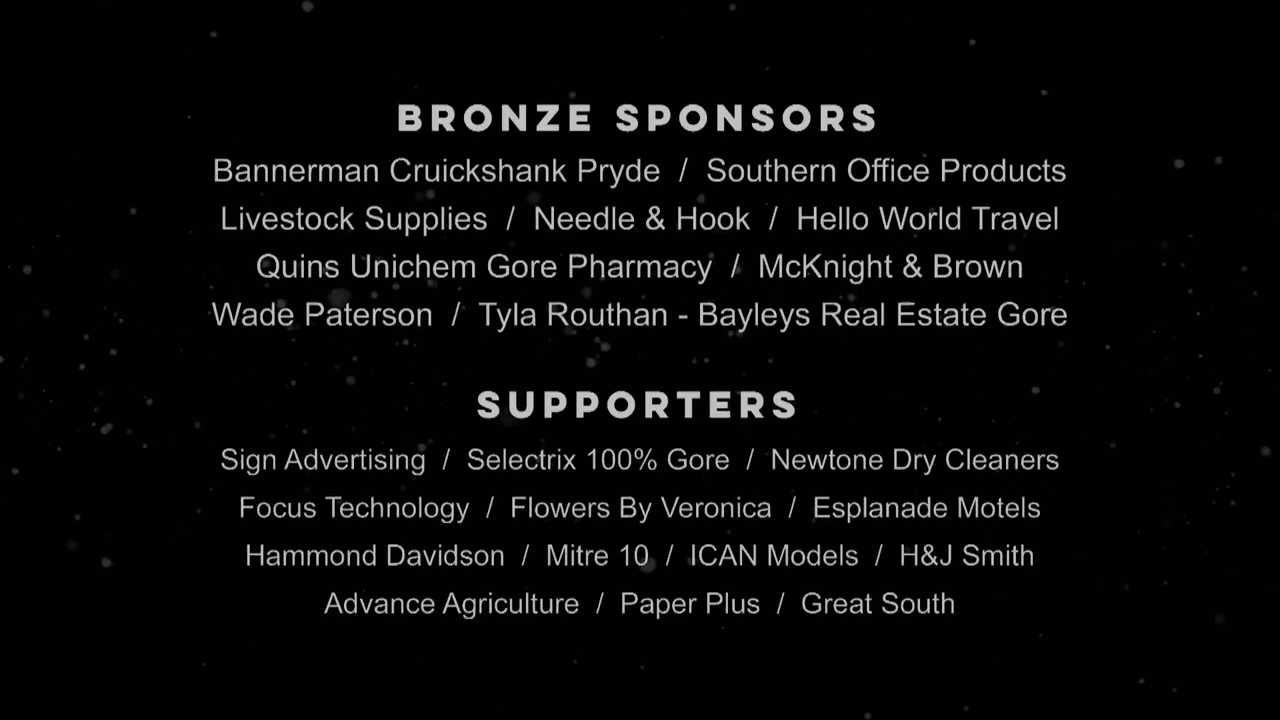 BRONZE SPONSORS
Bannerman Cruickshank Pryde / Southern Office Products
Livestock Supplies / Needle & Hook / Hello World Travel
Quins Unichem Gore Pharmacy / McKnight & Brown
Wade Paterson / Tyla Routhan - Bayleys Real Estate Gore
SUPPORTERS
Sign Advertising / Selectrix 100% Gore / Newtone Dry Cleaners
Focus Technology / Flowers By Veronica / Esplanade Motels
Hammond Davidson / Mitre 10 / ICAN Models / H&J Smith
Advance Agriculture / Paper Plus / Great South